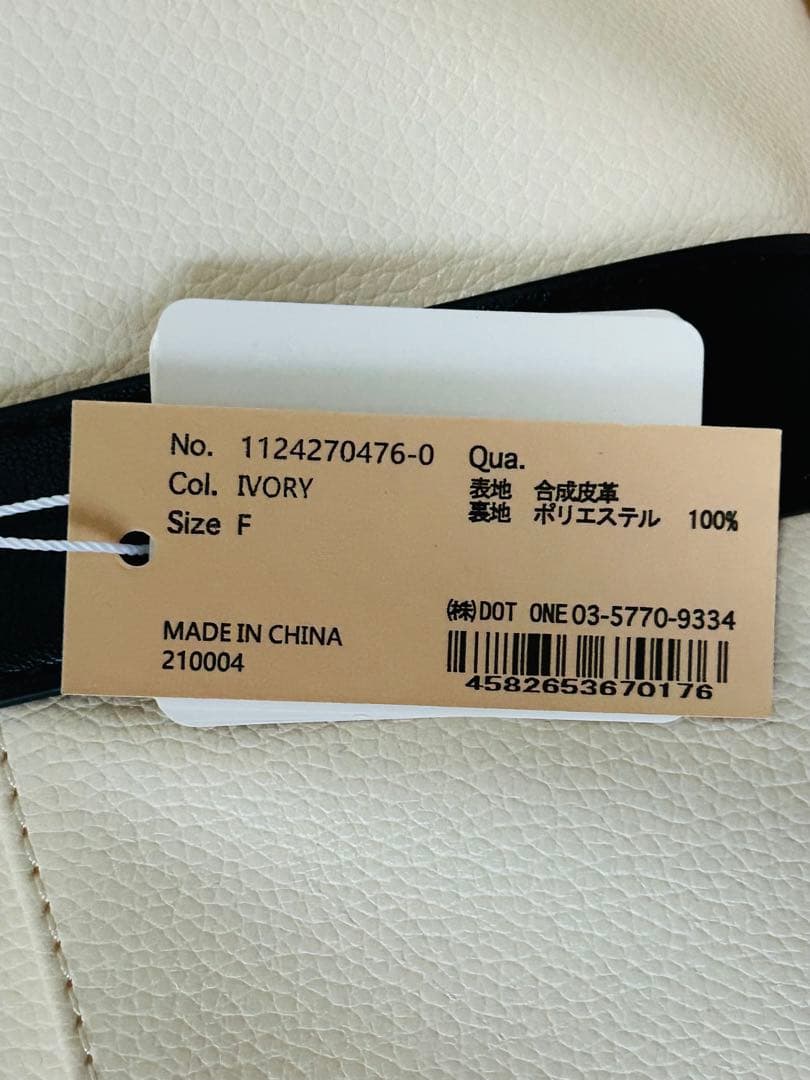 No. 1124270476-0
Col. IVORY
Size F
Qua.
表地 合成皮革
裏地 ポリエステル 100%
MADE IN CHINA
210004
㈱DOT ONE 03-5770-9334
4582653670176